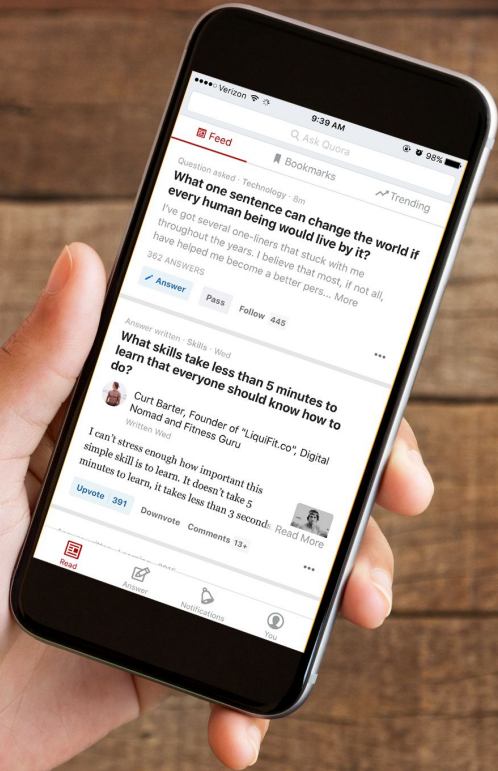 Verizon
9:39 AM
98%
Ask Quora
Feed
Bookmarks
Trending
Question asked · Technology · 8m
What one sentence can change the world if
every human being would live by it?
I've got several one-liners that stuck with me
throughout the years. I believe that most, if not all,
have helped me become a better pers... More
362 ANSWERS
Answer
Pass
Follow 445
Answer written · Skills · Wed
What skills take less than 5 minutes to
learn that everyone should know how to
do?
Curt Barter, Founder of "LiquiFit.co", Digital
Nomad and Fitness Guru
Written Wed
I can't stress enough how important this
simple skill is to learn. It doesn't take 5
minutes to learn, it takes less than 3 seconds
Read More
Upvote 391
Downvote
Comments 13+
Read
Answer
Notifications
You